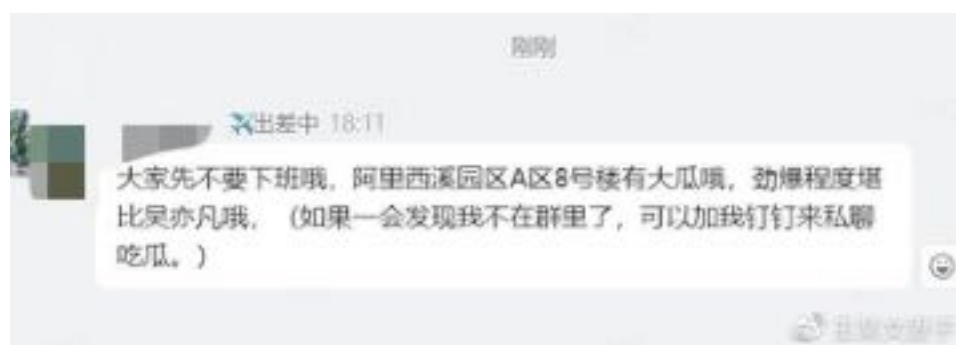 刚刚
出差中 18:11
大家先不要下班哦，阿里西溪园区A区8号楼有大瓜哦，劲爆程度堪
比吴亦凡哦，（如果一会发现我不在群里了，可以加我钉钉来私聊
吃瓜。）